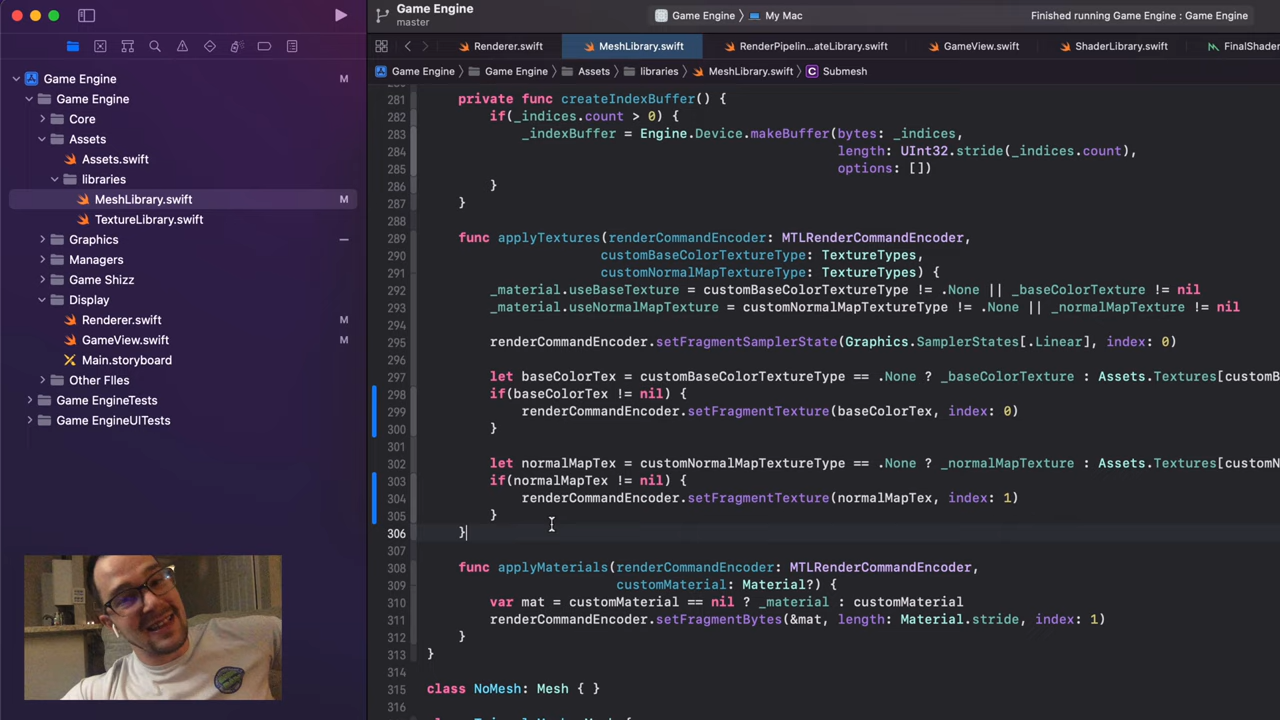 Game Engine
master
Game Engine
My Mac
Finished running Game Engine : Game Engine
Renderer.swift
MeshLibrary.swift
RenderPipelin...ateLibrary.swift
GameView.swift
ShaderLibrary.swift
FinalShad
Game Engine
Game Engine
Assets
libraries
MeshLibrary.swift
C Submesh
Game Engine M
Game Engine
Core
Assets
Assets.swift
libraries
MeshLibrary.swift M
TextureLibrary.swift
Graphics
Managers
Game Shizz
Display
Renderer.swift M
GameView.swift M
Main.storyboard
Other FIles
Game EngineTests
Game EngineUITests
281 private func createIndexBuffer() {
282 if(_indices.count > 0) {
283 _indexBuffer = Engine.Device.makeBuffer(bytes: _indices,
284 length: UInt32.stride(_indices.count),
285 options: [])
286 }
287 }
288
289 func applyTextures(renderCommandEncoder: MTLRenderCommandEncoder,
290 customBaseColorTextureType: TextureTypes,
291 customNormalMapTextureType: TextureTypes) {
292 _material.useBaseTexture = customBaseColorTextureType != .None || _baseColorTexture != nil
293 _material.useNormalMapTexture = customNormalMapTextureType != .None || _normalMapTexture != nil
294
295 renderCommandEncoder.setFragmentSamplerState(Graphics.SamplerStates[.Linear], index: 0)
296
297 let baseColorTex = customBaseColorTextureType == .None ? _baseColorTexture : Assets.Textures[customB
298 if(baseColorTex != nil) {
299 renderCommandEncoder.setFragmentTexture(baseColorTex, index: 0)
300 }
301
302 let normalMapTex = customNormalMapTextureType == .None ? _normalMapTexture : Assets.Textures[customN
303 if(normalMapTex != nil) {
304 renderCommandEncoder.setFragmentTexture(normalMapTex, index: 1)
305 }
306 }
307
308 func applyMaterials(renderCommandEncoder: MTLRenderCommandEncoder,
309 customMaterial: Material?) {
310 var mat = customMaterial == nil ? _material : customMaterial
311 renderCommandEncoder.setFragmentBytes(&mat, length: Material.stride, index: 1)
312 }
313 }
314
315 class NoMesh: Mesh { }
316